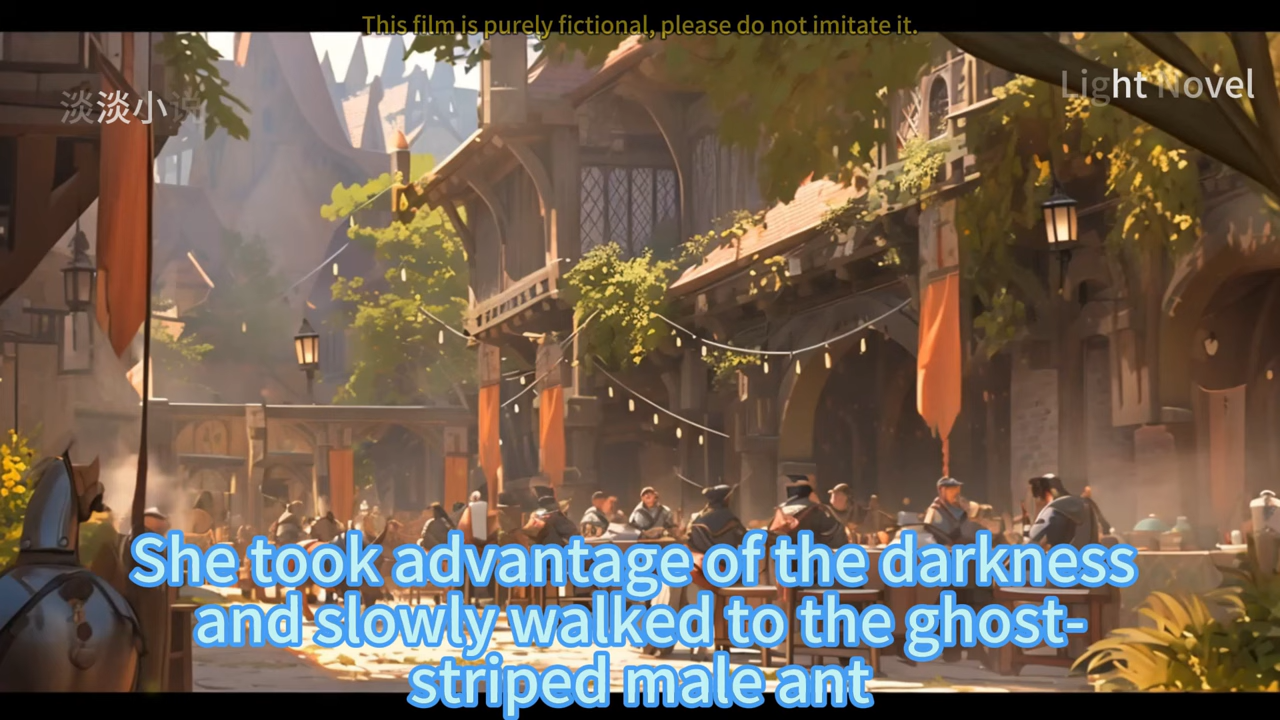 This film is purely fictional, please do not imitate it.
淡淡小说
Light Novel
She took advantage of the darkness
and slowly walked to the ghost-
striped male ant